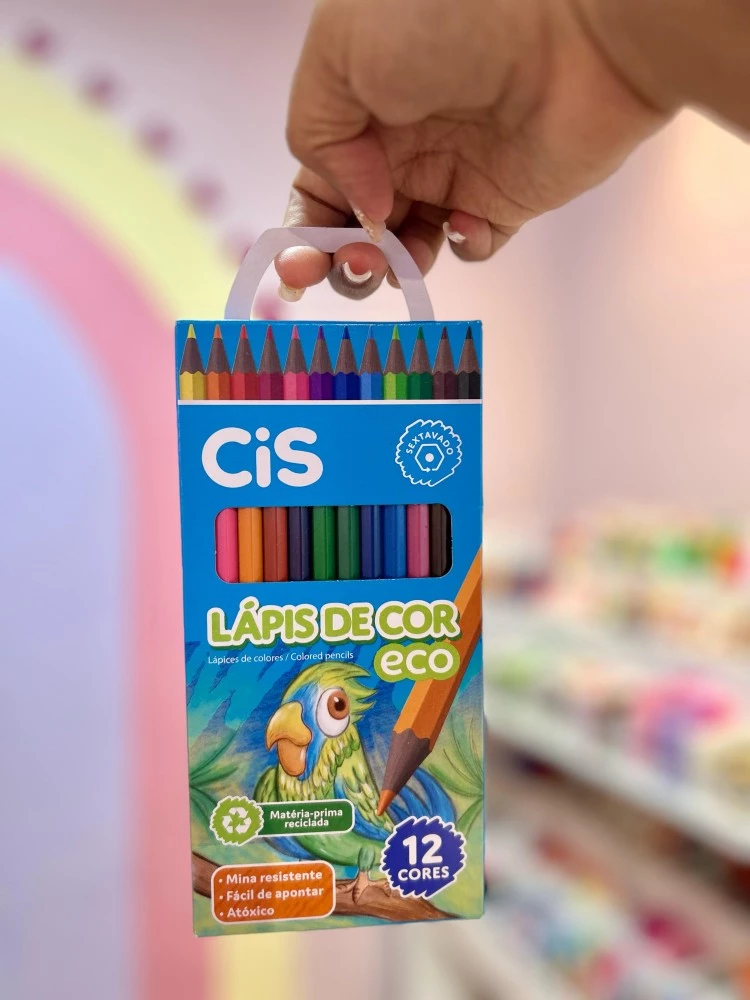 CiS
SEXTAVADO
LÁPIS DE COR
eco
Lápices de colores / Colored pencils
Matéria-prima
reciclada
12
CORES
• Mina resistente
• Fácil de apontar
• Atóxico